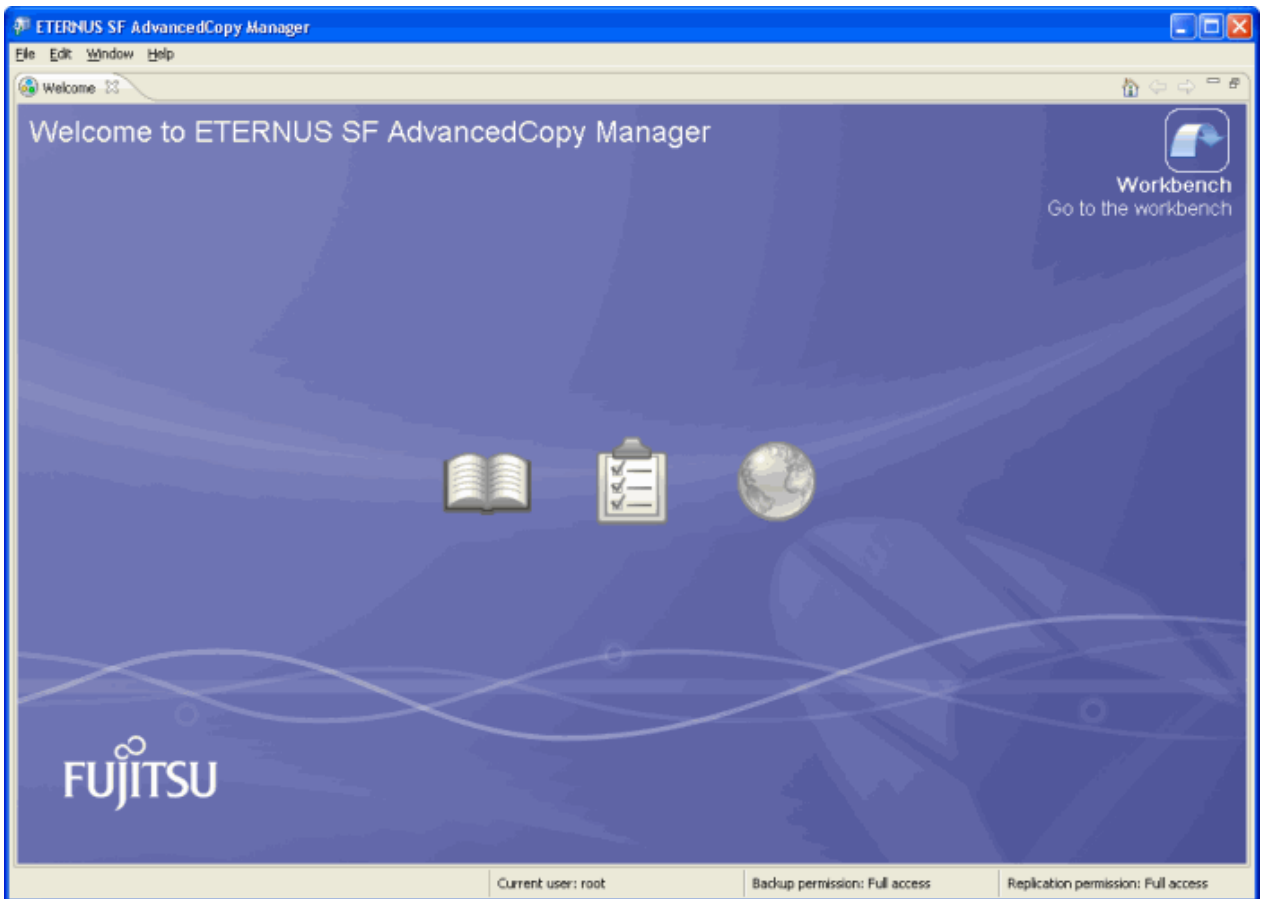 ETERNUS SF AdvancedCopy Manager
File Edit Window Help
Welcome
Welcome to ETERNUS SF AdvancedCopy Manager
Workbench
Go to the workbench
FUJITSU
Current user: root Backup permission: Full access Replication permission: Full access